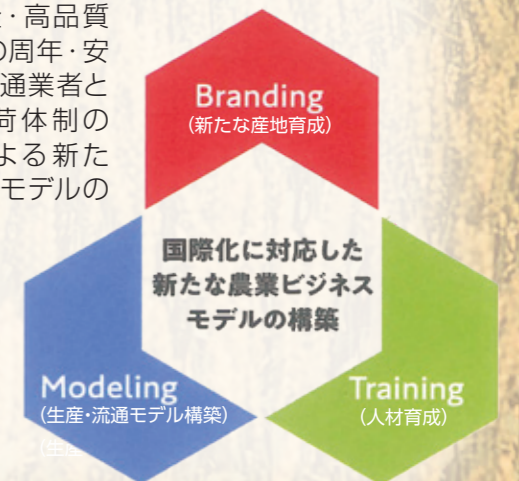 ・高品質
の周年・安
通業者と
荷体制の
よる新た
モデルの
Branding
(新たな産地育成)
国際化に対応した
新たな農業ビジネス
モデルの構築
Modeling
(生産・流通モデル構築)
(生産
Training
(人材育成)